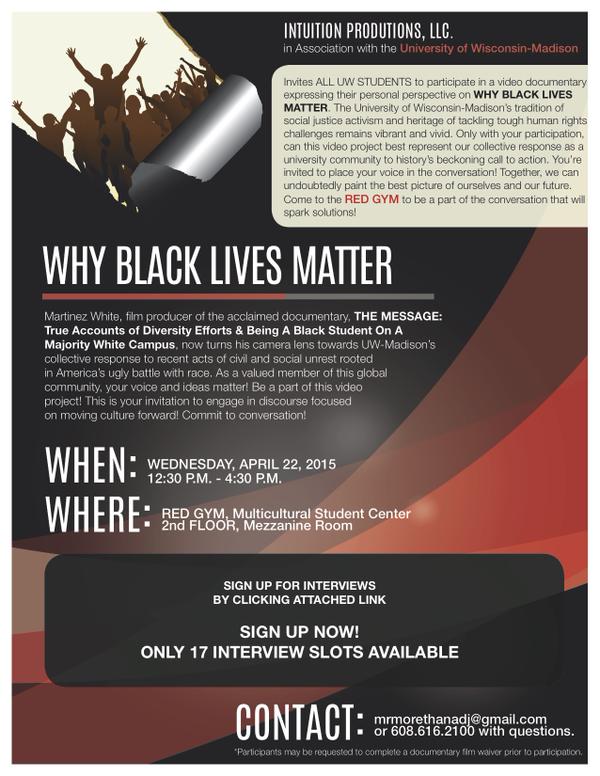 INTUITION PRODUTIONS, LLC.
in Association with the University of Wisconsin-Madison
Invites ALL UW STUDENTS to participate in a video documentary
expressing their personal perspective on WHY BLACK LIVES
MATTER. The University of Wisconsin-Madison's tradition of
social justice activism and heritage of tackling tough human rights
challenges remains vibrant and vivid. Only with your participation,
can this video project best represent our collective response as a
university community to history's beckoning call to action. You're
invited to place your voice in the conversation! Together, we can
undoubtedly paint the best picture of ourselves and our future.
Come to the RED GYM to be a part of the conversation that will
spark solutions!
WHY BLACK LIVES MATTER
Martinez White, film producer of the acclaimed documentary, THE MESSAGE:
True Accounts of Diversity Efforts & Being A Black Student On A
Majority White Campus, now turns his camera lens towards UW-Madison's
collective response to recent acts of civil and social unrest rooted
in America's ugly battle with race. As a valued member of this global
community, your voice and ideas matter! Be a part of this video
project! This is your invitation to engage in discourse focused
on moving culture forward! Commit to conversation!
WHEN: WEDNESDAY, APRIL 22, 2015
12:30 P.M. - 4:30 P.M.
WHERE: RED GYM, Multicultural Student Center
2nd FLOOR, Mezzanine Room
SIGN UP FOR INTERVIEWS
BY CLICKING ATTACHED LINK
SIGN UP NOW!
ONLY 17 INTERVIEW SLOTS AVAILABLE
CONTACT: mrmorethanadj@gmail.com
or 608.616.2100 with questions.
*Participants may be requested to complete a documentary film waiver prior to participation.